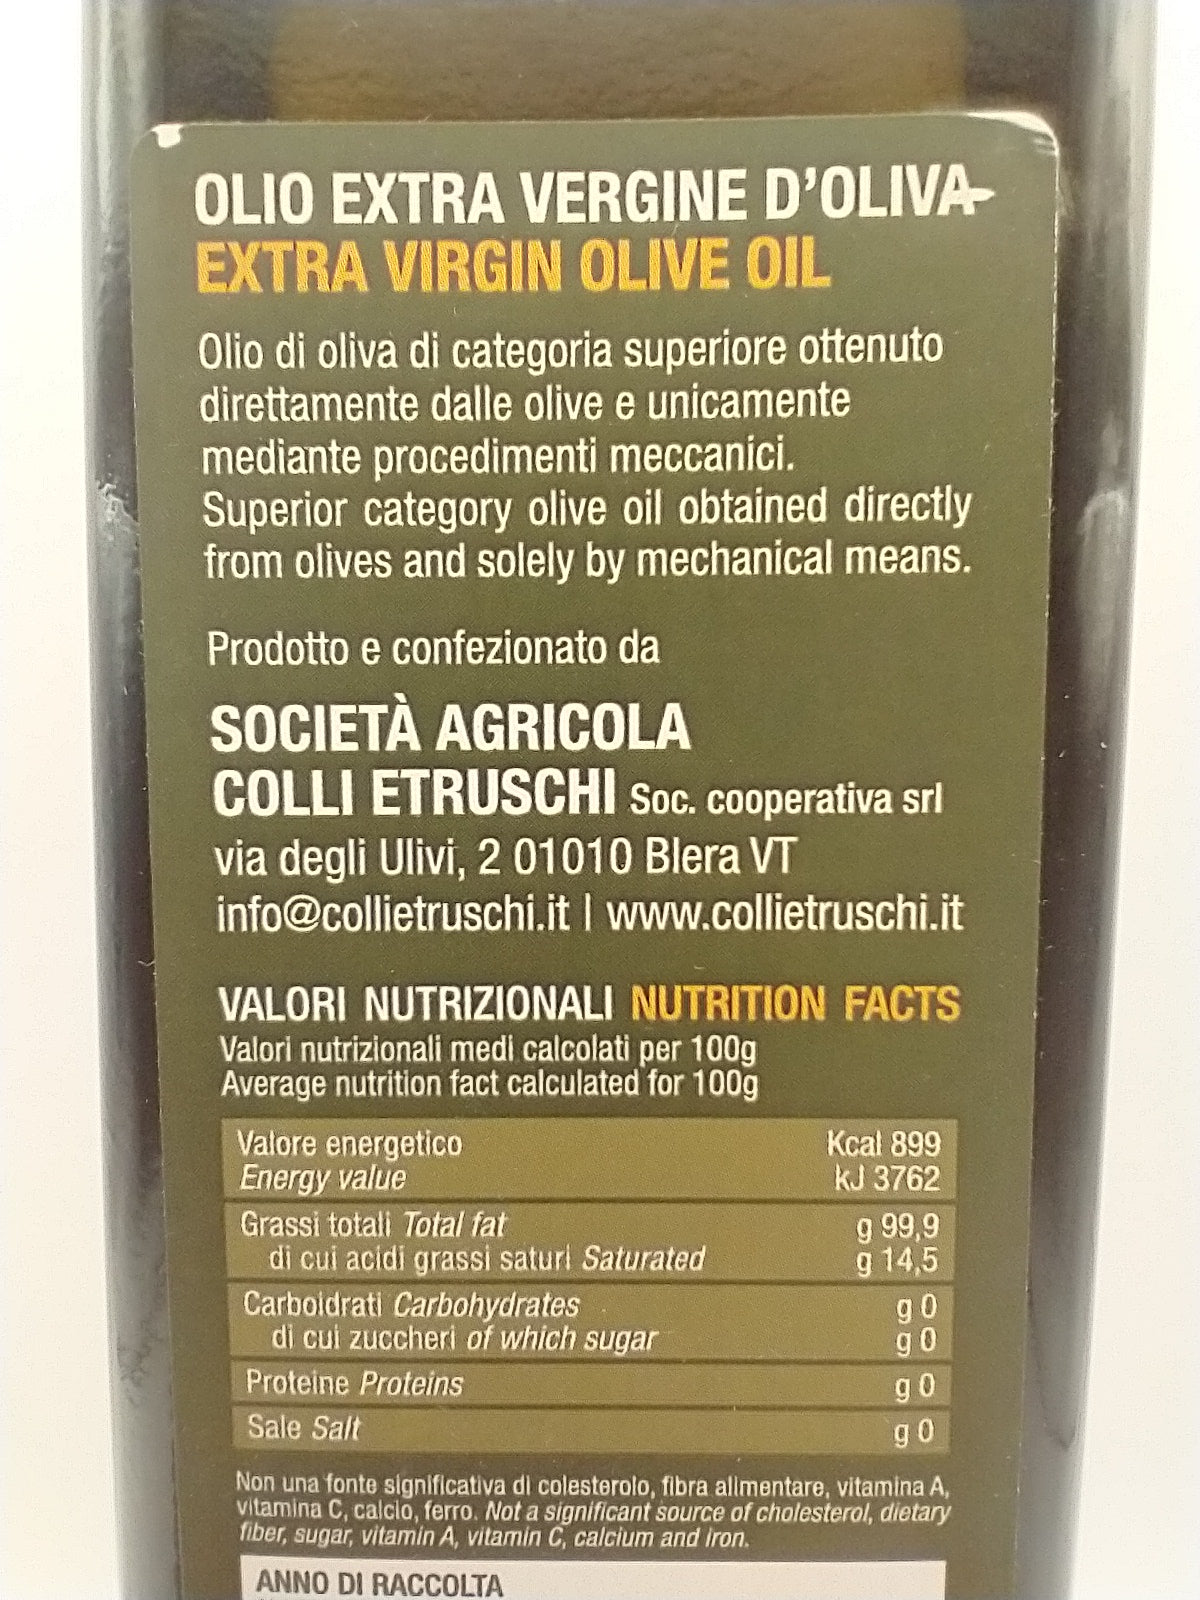 OLIO EXTRA VERGINE D'OLIVA
EXTRA VIRGIN OLIVE OIL
Olio di oliva di categoria superiore ottenuto
direttamente dalle olive e unicamente
mediante procedimenti meccanici.
Superior category olive oil obtained directly
from olives and solely by mechanical means.
Prodotto e confezionato da
SOCIETÀ AGRICOLA
COLLI ETRUSCHI Soc. cooperativa srl
via degli Ulivi, 2 01010 Blera VT
info@collietruschi.it | www.collietruschi.it
VALORI NUTRIZIONALI NUTRITION FACTS
Valori nutrizionali medi calcolati per 100g
Average nutrition fact calculated for 100g
Valore energetico Kcal 899
Energy value kJ 3762
Grassi totali Total fat g 99,9
di cui acidi grassi saturi Saturated g 14,5
Carboidrati Carbohydrates g 0
di cui zuccheri of which sugar g 0
Proteine Proteins g 0
Sale Salt g 0
Non una fonte significativa di colesterolo, fibra alimentare, vitamina A,
vitamina C, calcio, ferro. Not a significant source of cholesterol, dietary
fiber, sugar, vitamin A, vitamin C, calcium and iron.
ANNO DI RACCOLTA